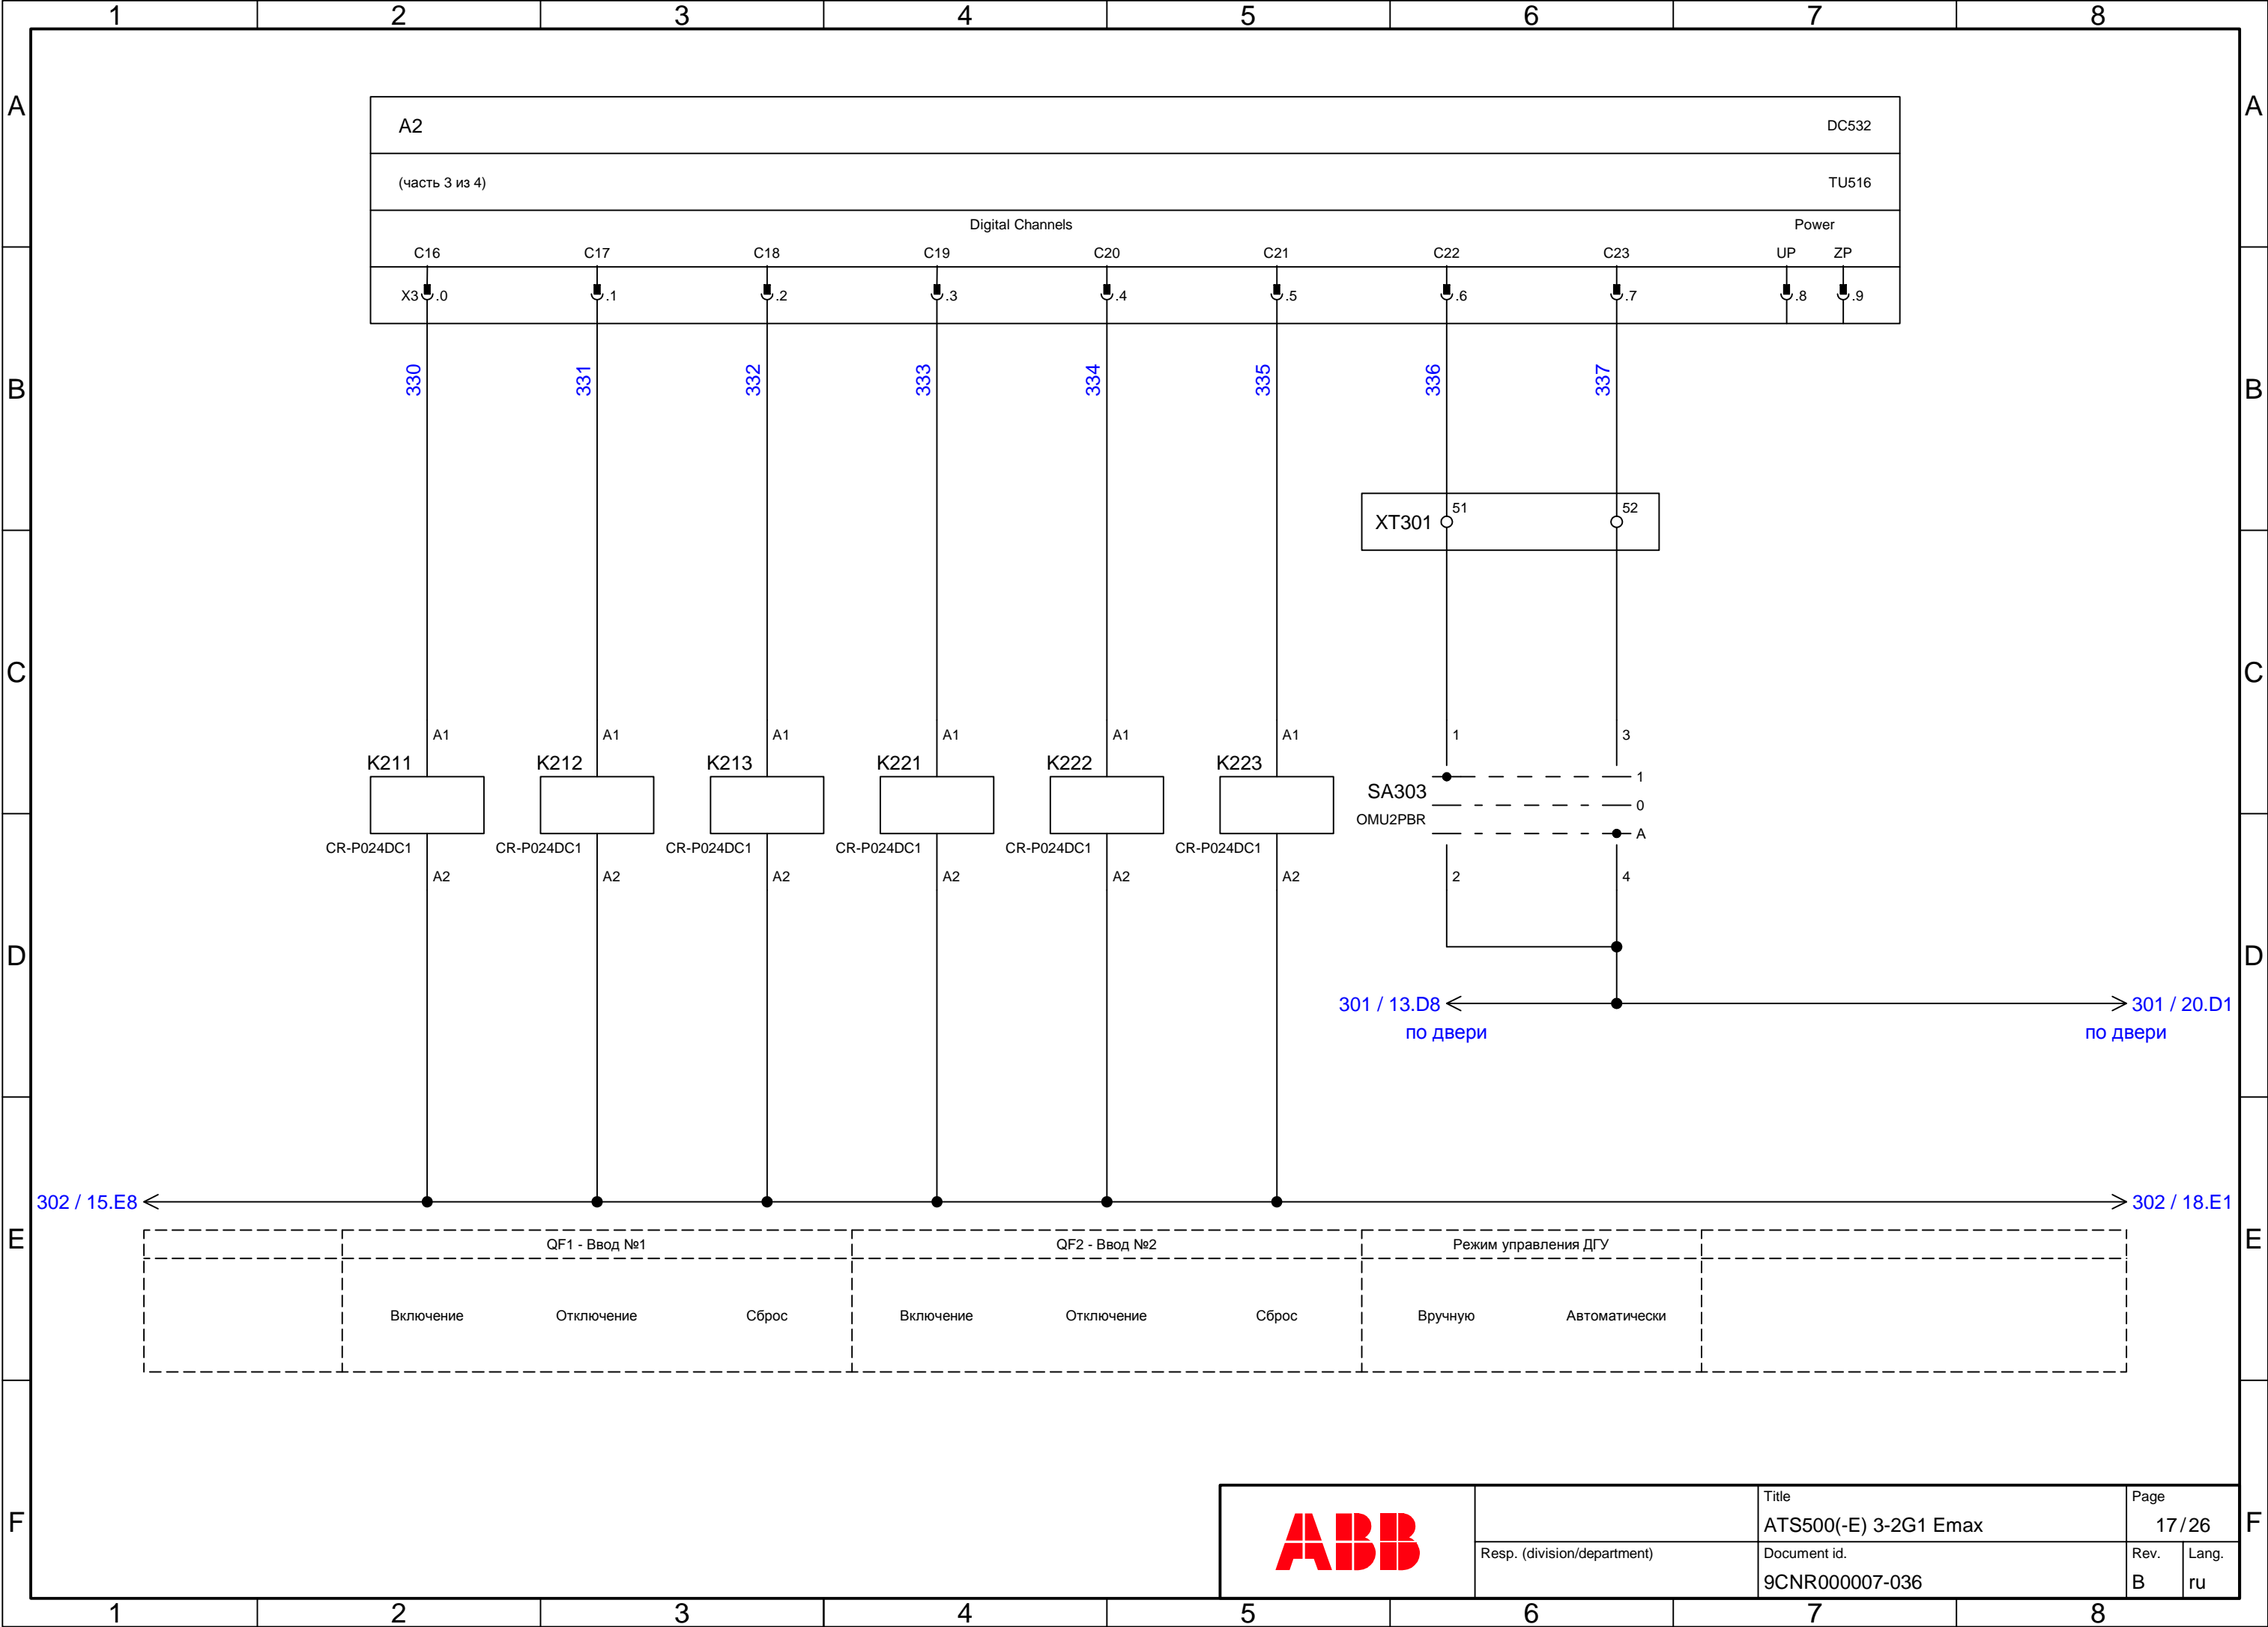 1 2 3 4 5 6 7 8
A A
A2 DC532
(часть 3 из 4) TU516
Digital Channels Power
C16 C17 C18 C19 C20 C21 C22 C23 UP ZP
X3 .0 .1 .2 .3 .4 .5 .6 .7 .8 .9
B B
330 331 332 333 334 335 336 337
XT301 51 52
C C
A1 A1 A1 A1 A1 A1 1 3
K211 K212 K213 K221 K222 K223
1
SA303
0
OMU2PBR
A
CR-P024DC1 CR-P024DC1 CR-P024DC1 CR-P024DC1 CR-P024DC1 CR-P024DC1
A2 A2 A2 A2 A2 A2 2 4
D D
301 / 13.D8 301 / 20.D1
по двери по двери
302 / 15.E8 302 / 18.E1
E E
QF1 - Ввод №1 QF2 - Ввод №2 Режим управления ДГУ
Включение Отключение Сброс Включение Отключение Сброс Вручную Автоматически
F F
ABB
Title
ATS500(-E) 3-2G1 Emax
Page
17/26
Resp. (division/department)
Document id.
9CNR000007-036
Rev.
B
Lang.
ru
1 2 3 4 5 6 7 8